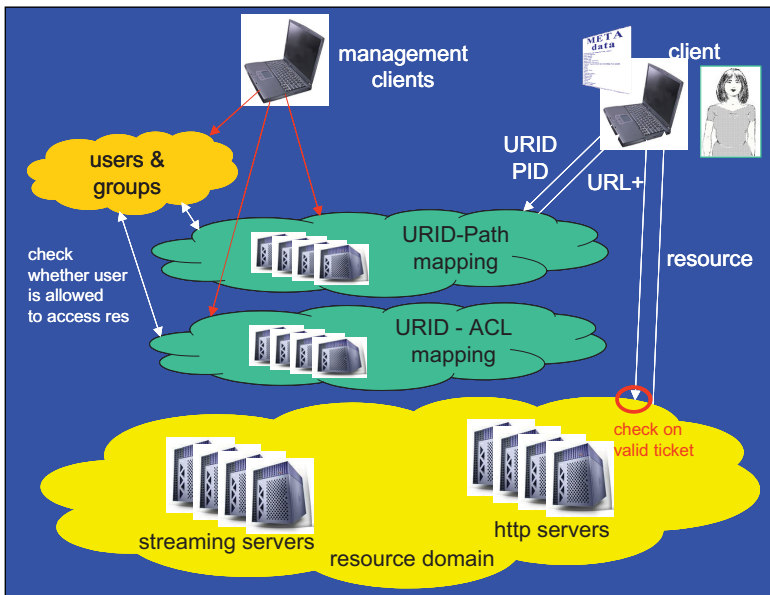 management
clients
META
data
client
users &
groups
URID
PID
URL+
check
whether user
is allowed
to access res
URID-Path
mapping
resource
URID - ACL
mapping
check on
valid ticket
streaming servers
http servers
resource domain